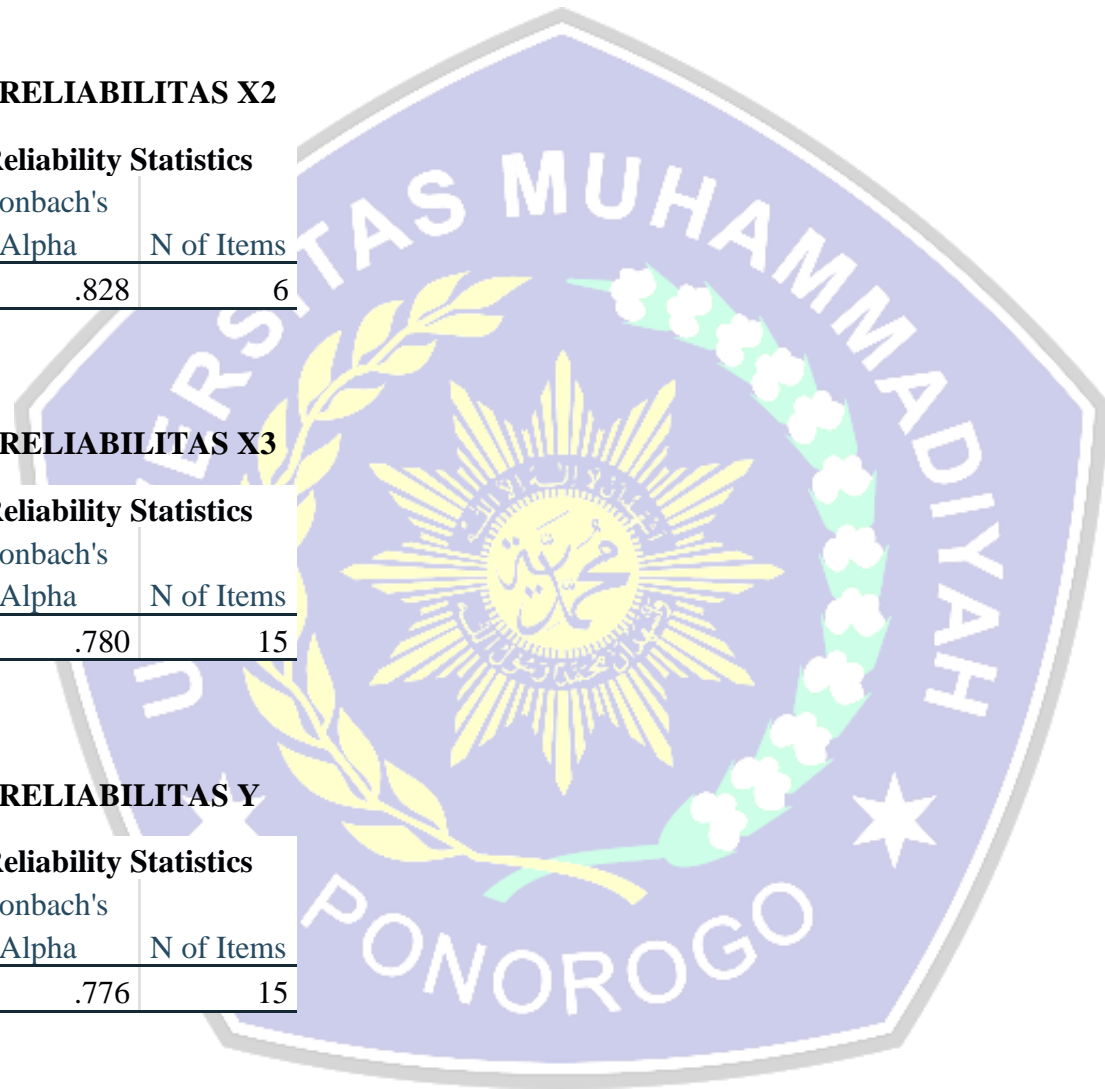 RELIABILITAS X2
Reliability Statistics
onbach's
Alpha N of Items
.828 6
RELIABILITAS X3
Reliability Statistics
onbach's
Alpha N of Items
.780 15
RELIABILITAS Y
Reliability Statistics
onbach's
Alpha N of Items
.776 15
UNIVERSITAS MUHAMMADIYAH
PONOROGO
محمدية